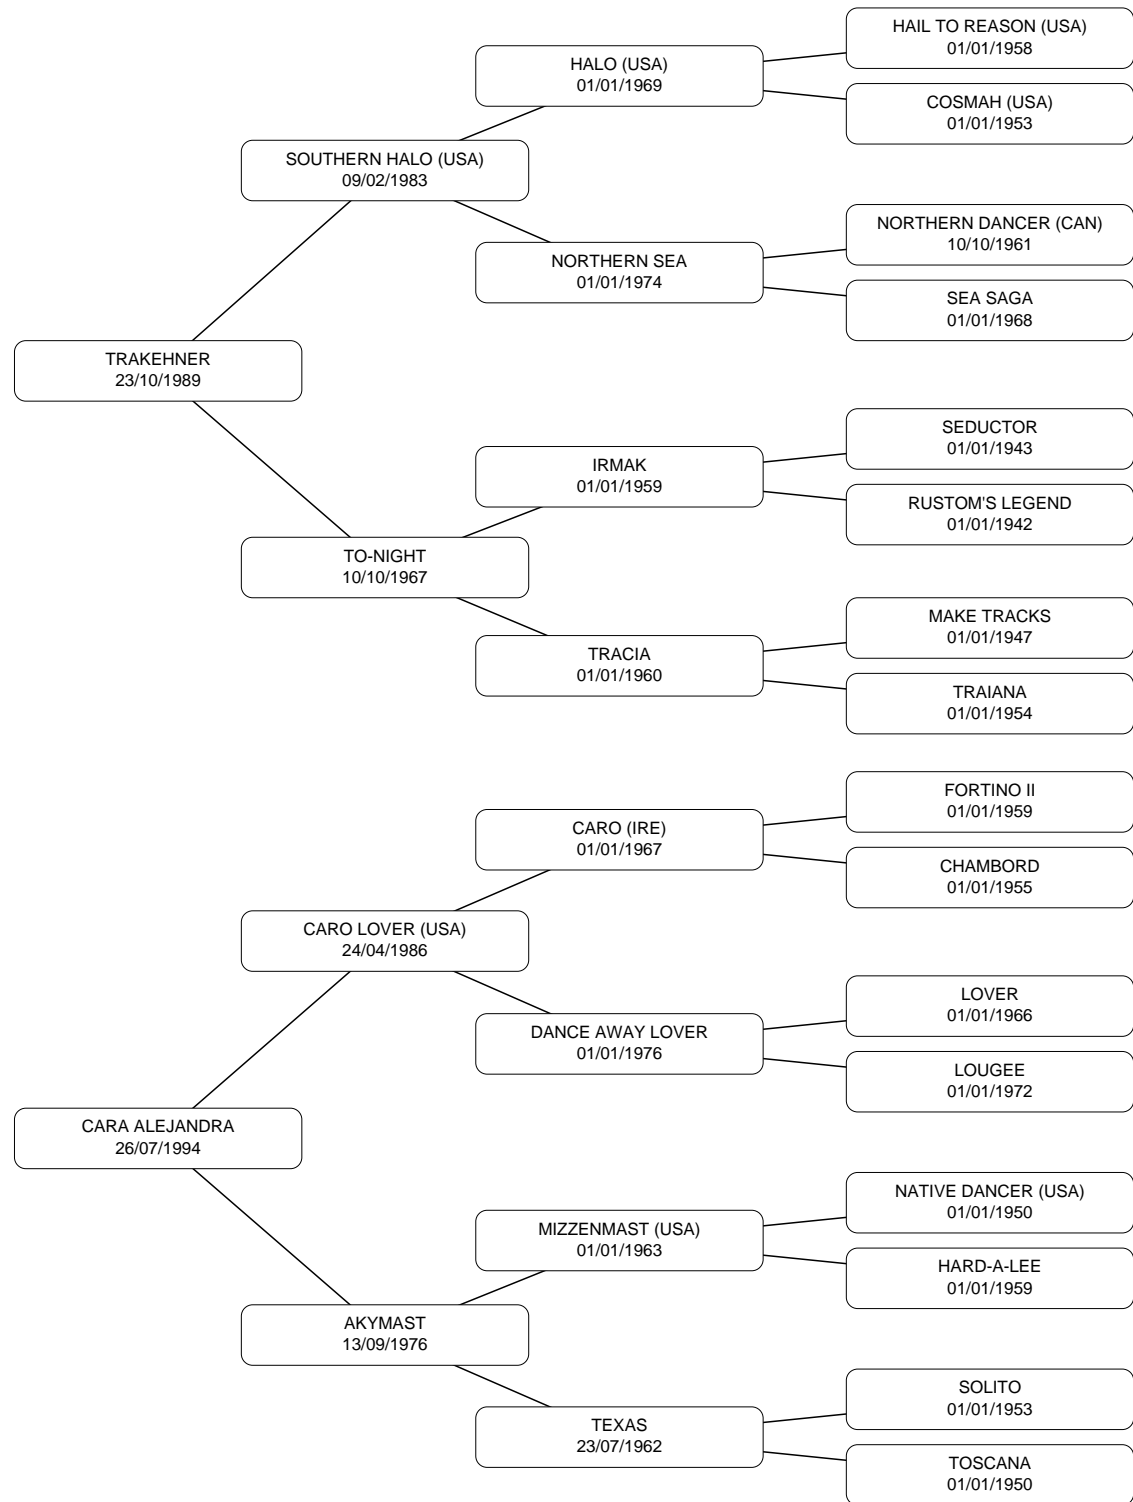 HAIL TO REASON (USA)
01/01/1958
HALO (USA)
01/01/1969
COSMAH (USA)
01/01/1953
SOUTHERN HALO (USA)
09/02/1983
NORTHERN DANCER (CAN)
10/10/1961
NORTHERN SEA
01/01/1974
SEA SAGA
01/01/1968
TRAKEHNER
23/10/1989
SEDUCTOR
01/01/1943
IRMAK
01/01/1959
RUSTOM'S LEGEND
01/01/1942
TO-NIGHT
10/10/1967
MAKE TRACKS
01/01/1947
TRACIA
01/01/1960
TRAIANA
01/01/1954
FORTINO II
01/01/1959
CARO (IRE)
01/01/1967
CHAMBORD
01/01/1955
CARO LOVER (USA)
24/04/1986
LOVER
01/01/1966
DANCE AWAY LOVER
01/01/1976
LOUGEE
01/01/1972
CARA ALEJANDRA
26/07/1994
NATIVE DANCER (USA)
01/01/1950
MIZZENMAST (USA)
01/01/1963
HARD-A-LEE
01/01/1959
AKYMAST
13/09/1976
SOLITO
01/01/1953
TEXAS
23/07/1962
TOSCANA
01/01/1950